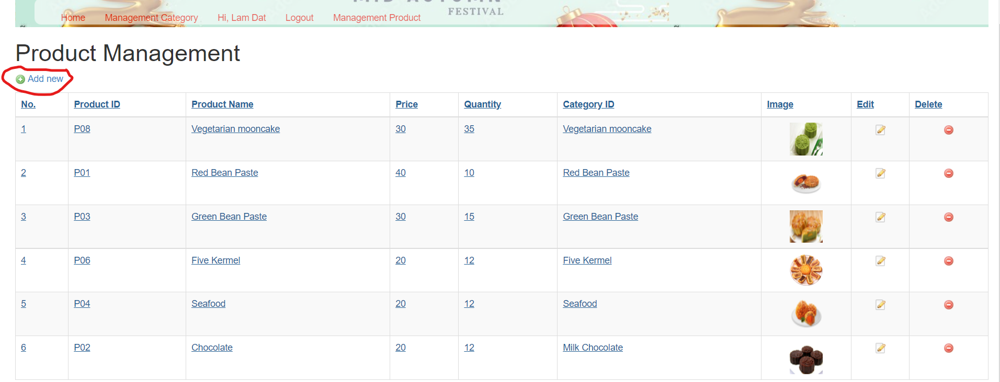 MID AUTUMN
FESTIVAL
Home Management Category Hi, Lam Dat Logout Management Product
Product Management
Add new
No. Product ID Product Name Price Quantity Category ID Image Edit Delete
1 P08 Vegetarian mooncake 30 35 Vegetarian mooncake
2 P01 Red Bean Paste 40 10 Red Bean Paste
3 P03 Green Bean Paste 30 15 Green Bean Paste
4 P06 Five Kermel 20 12 Five Kermel
5 P04 Seafood 20 12 Seafood
6 P02 Chocolate 20 12 Milk Chocolate